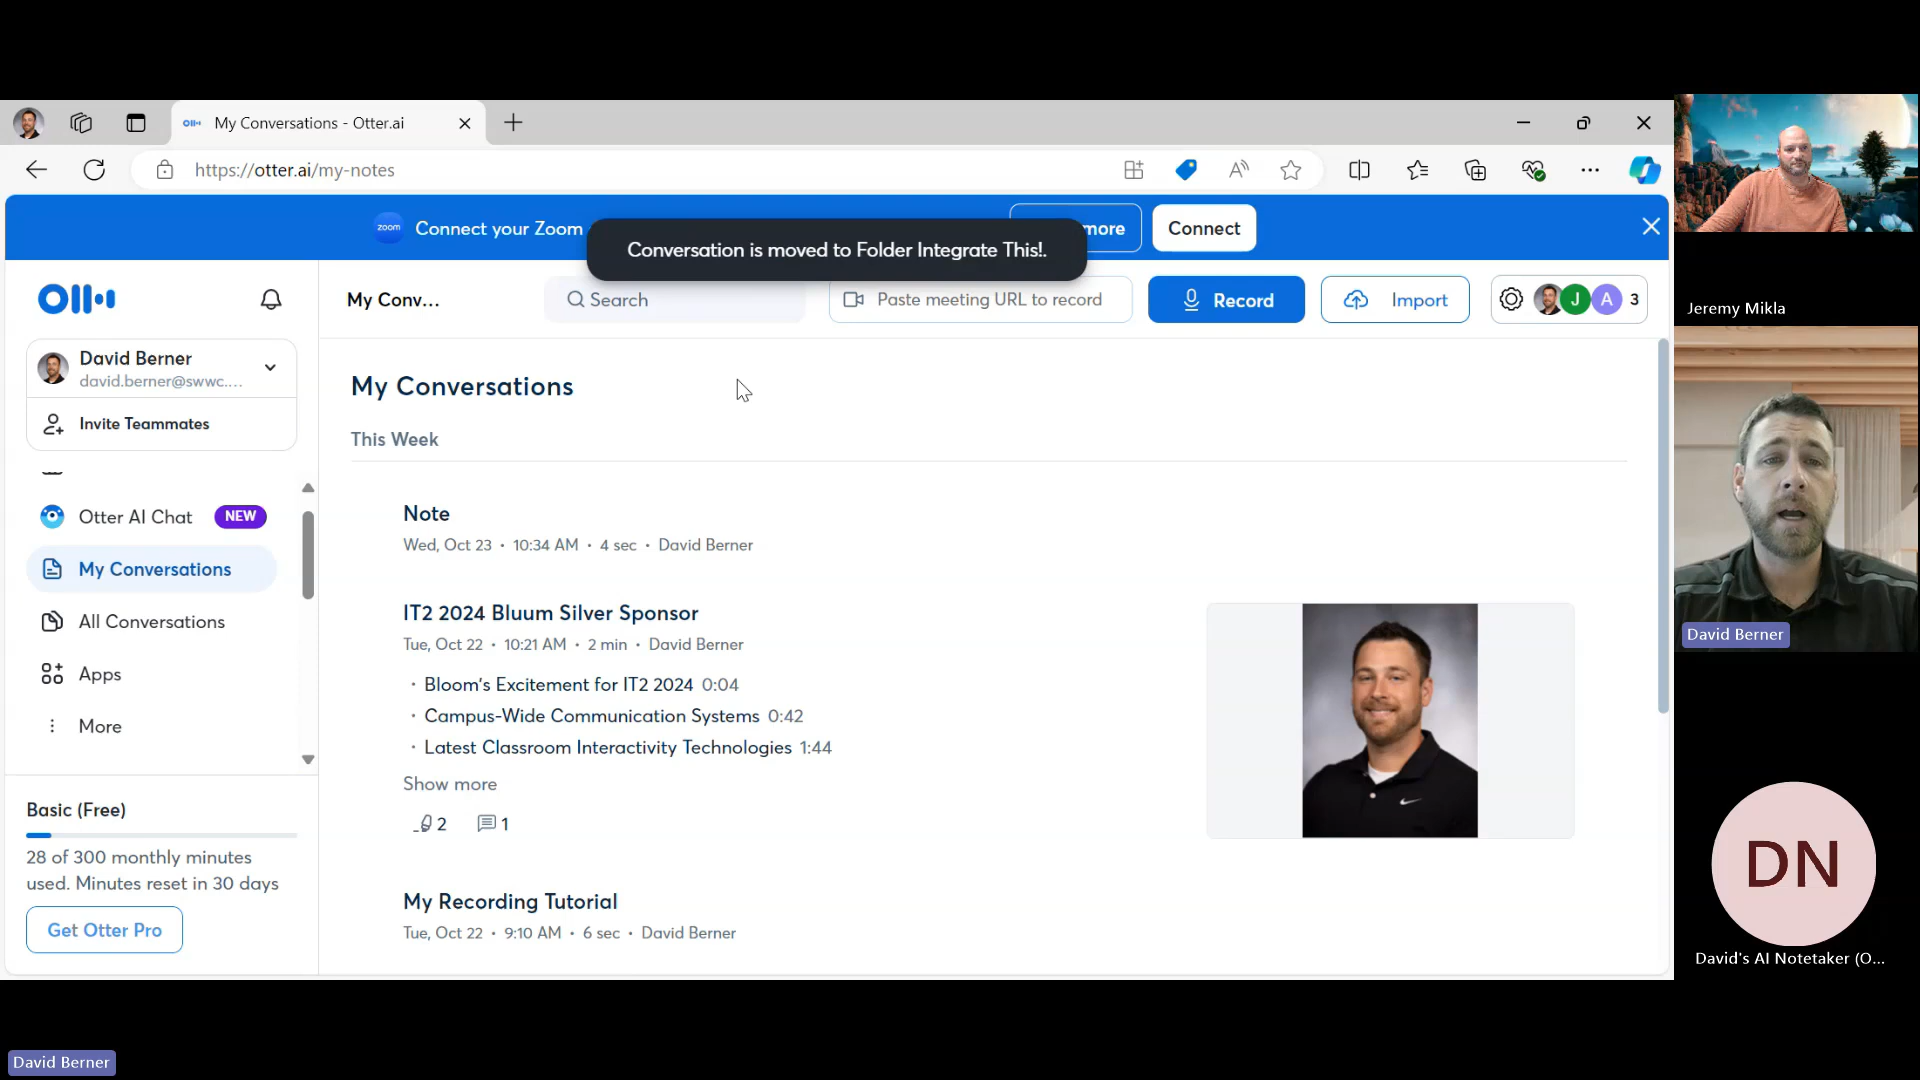 My Conversations - Otter.ai
https://otter.ai/my-notes
zoom
Connect your Zoom
more
Connect
Conversation is moved to Folder Integrate This!.
David Berner
david.berner@swwc....
Invite Teammates
Otter AI Chat
NEW
My Conversations
All Conversations
Apps
More
Basic (Free)
28 of 300 monthly minutes
used. Minutes reset in 30 days
Get Otter Pro
My Conv...
Search
Paste meeting URL to record
Record
Import
J
A
3
My Conversations
This Week
Note
Wed, Oct 23 • 10:34 AM • 4 sec • David Berner
IT2 2024 Bluum Silver Sponsor
Tue, Oct 22 • 10:21 AM • 2 min • David Berner
· Bloom's Excitement for IT2 2024 0:04
· Campus-Wide Communication Systems 0:42
· Latest Classroom Interactivity Technologies 1:44
Show more
2
1
My Recording Tutorial
Tue, Oct 22 • 9:10 AM • 6 sec • David Berner
Jeremy Mikla
David Berner
DN
David's AI Notetaker (O...
David Berner